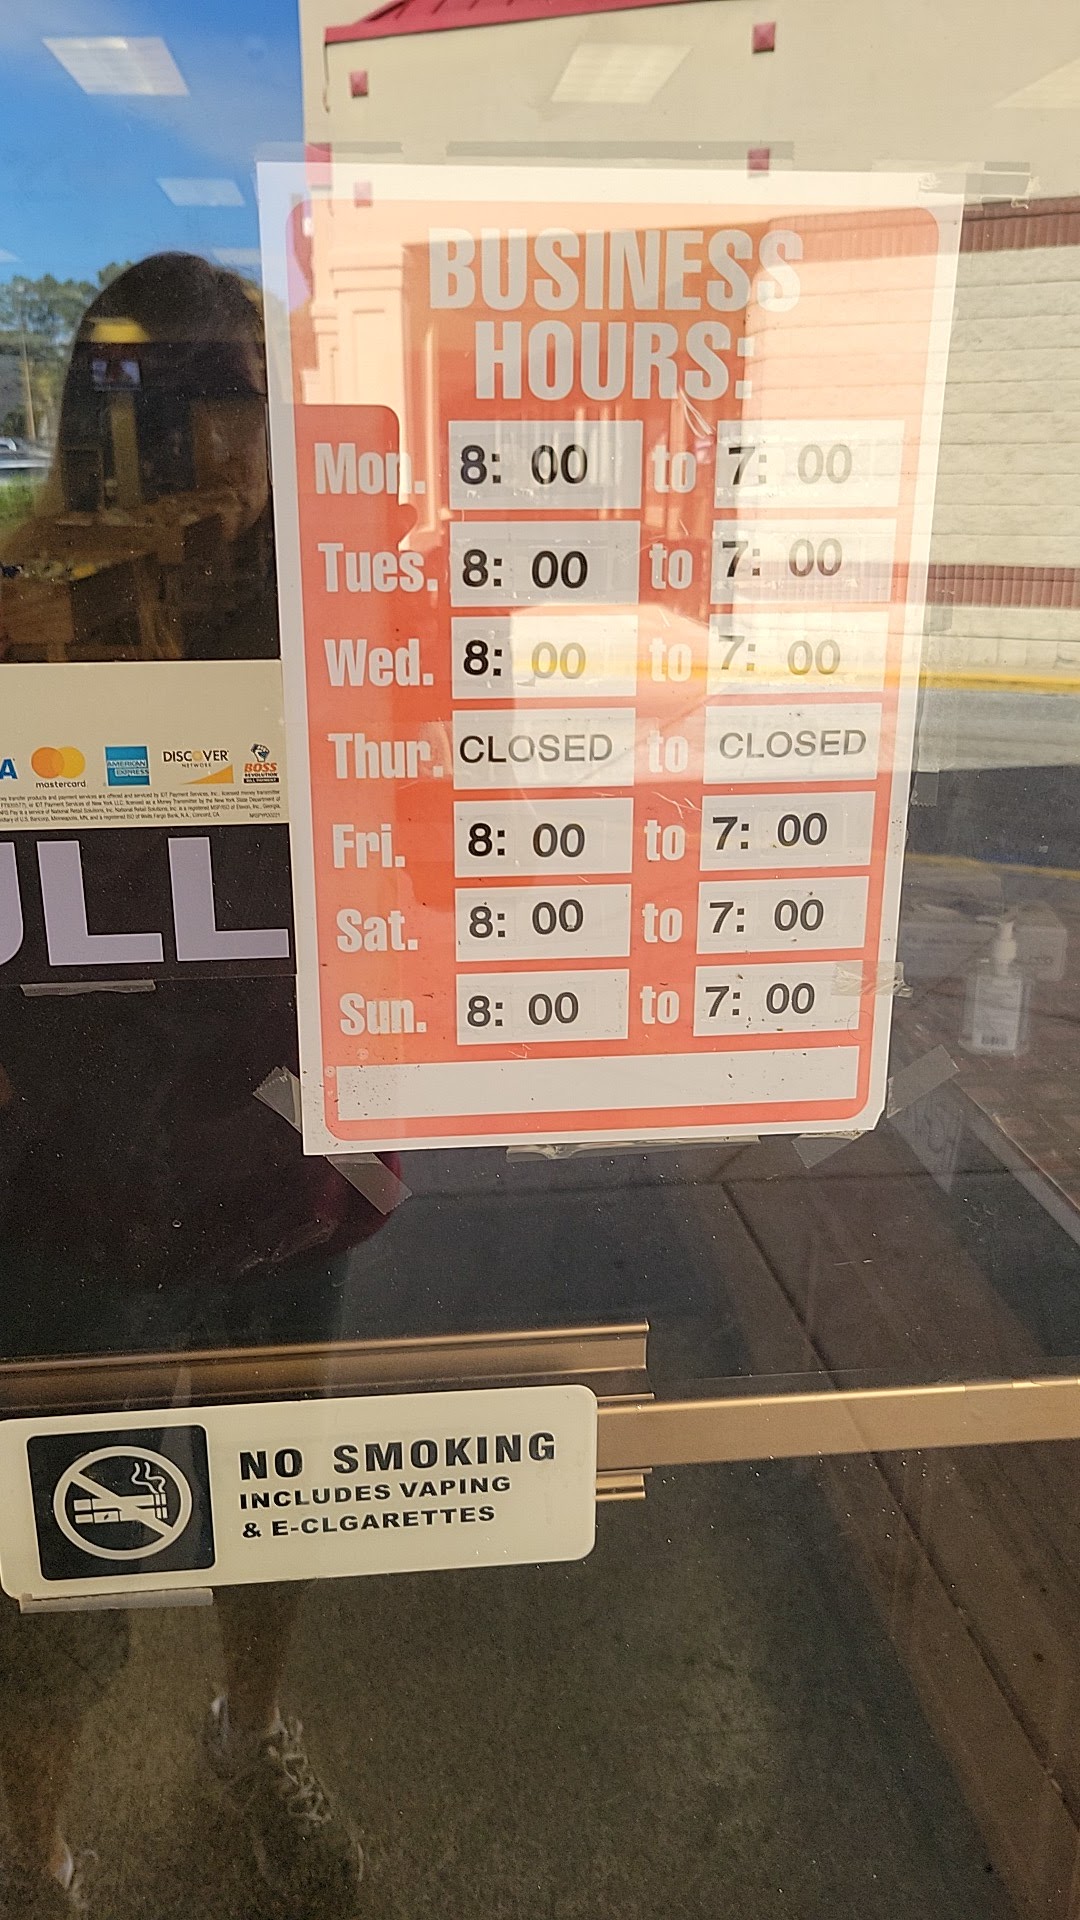 BUSINESS
HOURS:
Mon. 8: 00 to 7: 00
Tues. 8: 00 to 7: 00
Wed. 8: 00 to 7: 00
Thur. CLOSED to CLOSED
Fri. 8: 00 to 7: 00
Sat. 8: 00 to 7: 00
Sun. 8: 00 to 7: 00
mastercard
AMERICAN
EXPRESS
DISCOVER
NETWORK
BOSS
REVOLUTION
ULL
NO SMOKING
INCLUDES VAPING
& E-CLGARETTES